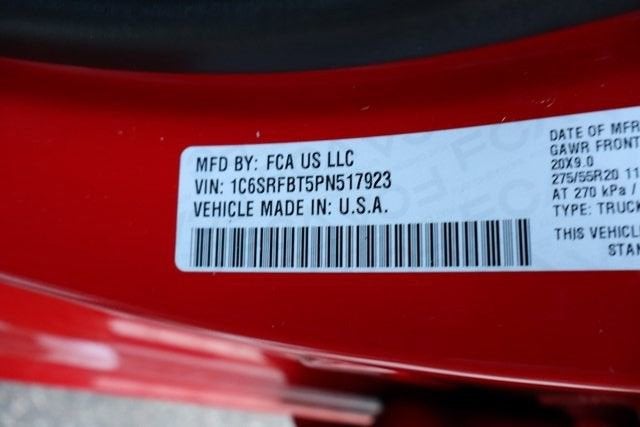 MFD BY: FCA US LLC
VIN: 1C6SRFBT5PN517923
VEHICLE MADE IN: U.S.A.
DATE OF MFR
GAWR FRONT
20X9.0
275/55R20 11
AT 270 kPa /
TYPE: TRUCK
THIS VEHICLE
STAN